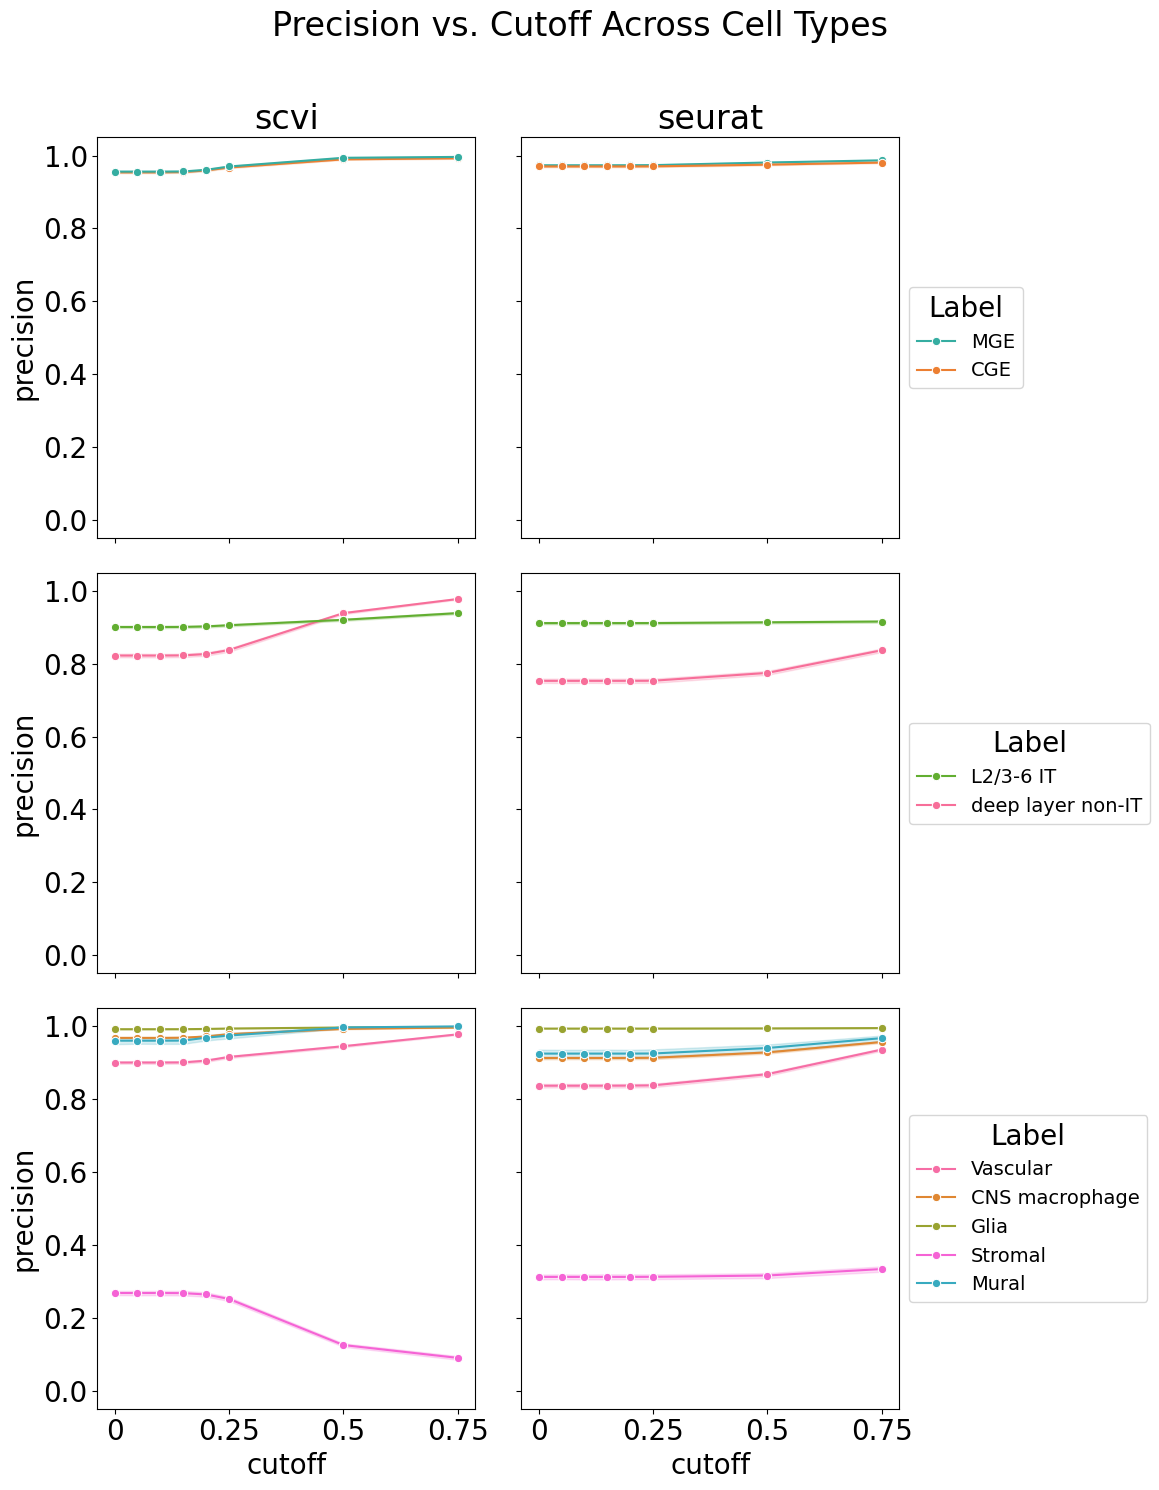 Precision vs. Cutoff Across Cell Types
scvi
seurat
precision
1.0
0.8
0.6
0.4
0.2
0.0
Label
MGE
CGE
precision
1.0
0.8
0.6
0.4
0.2
0.0
Label
L2/3-6 IT
deep layer non-IT
precision
1.0
0.8
0.6
0.4
0.2
0.0
Label
Vascular
CNS macrophage
Glia
Stromal
Mural
0 0.25 0.5 0.75
cutoff
0 0.25 0.5 0.75
cutoff